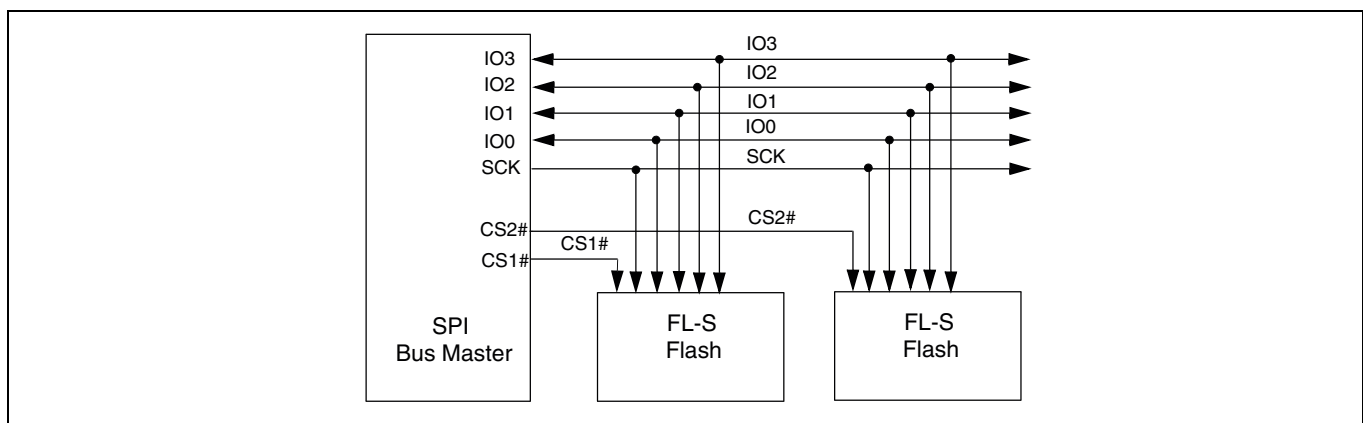 IO3
IO3
IO2
IO2
IO1
IO1
IO0
IO0
SCK
SCK
CS2#
CS2#
CS1#
CS1#
SPI
Bus Master
FL-S
Flash
FL-S
Flash